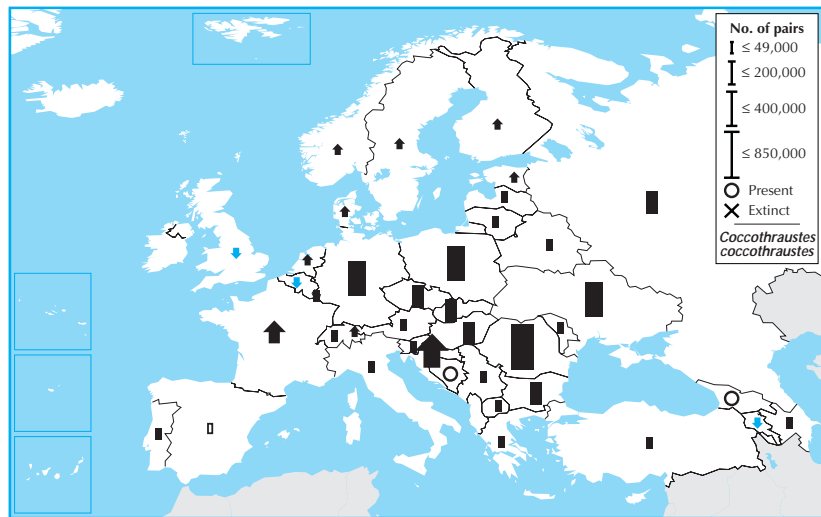 No. of pairs
≤ 49,000
≤ 200,000
≤ 400,000
≤ 850,000
Present
Extinct
Coccothraustes
coccothraustes